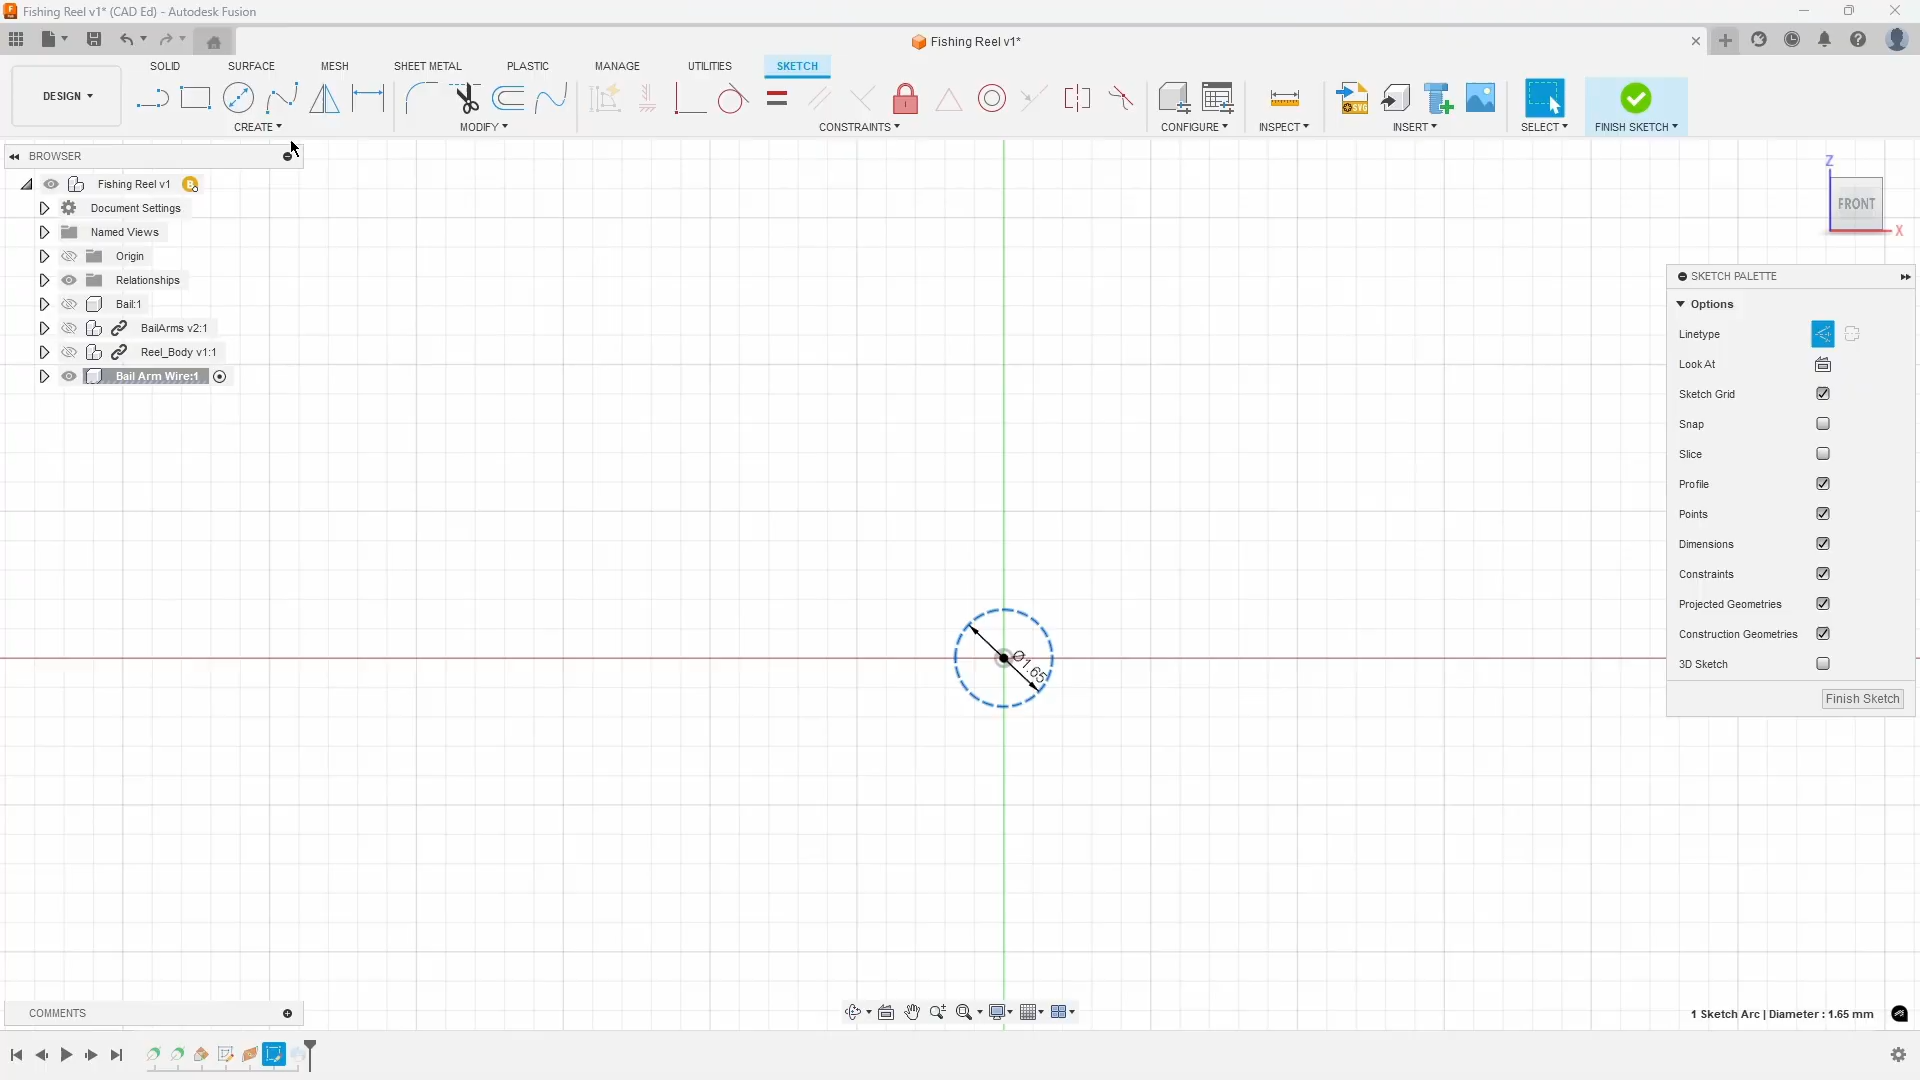 Fishing Reel v1* (CAD Ed) - Autodesk Fusion
Fishing Reel v1*
SOLID SURFACE MESH SHEET METAL PLASTIC MANAGE UTILITIES SKETCH
DESIGN
CREATE MODIFY CONSTRAINTS CONFIGURE INSPECT INSERT SELECT FINISH SKETCH
BROWSER
Fishing Reel v1
Document Settings
Named Views
Origin
Relationships
Bail:1
BailArms v2:1
Reel_Body v1:1
Bail Arm Wire:1
Z
FRONT
X
SKETCH PALETTE
Options
Linetype
Look At
Sketch Grid
Snap
Slice
Profile
Points
Dimensions
Constraints
Projected Geometries
Construction Geometries
3D Sketch
Finish Sketch
Ø1.65
COMMENTS
1 Sketch Arc | Diameter : 1.65 mm